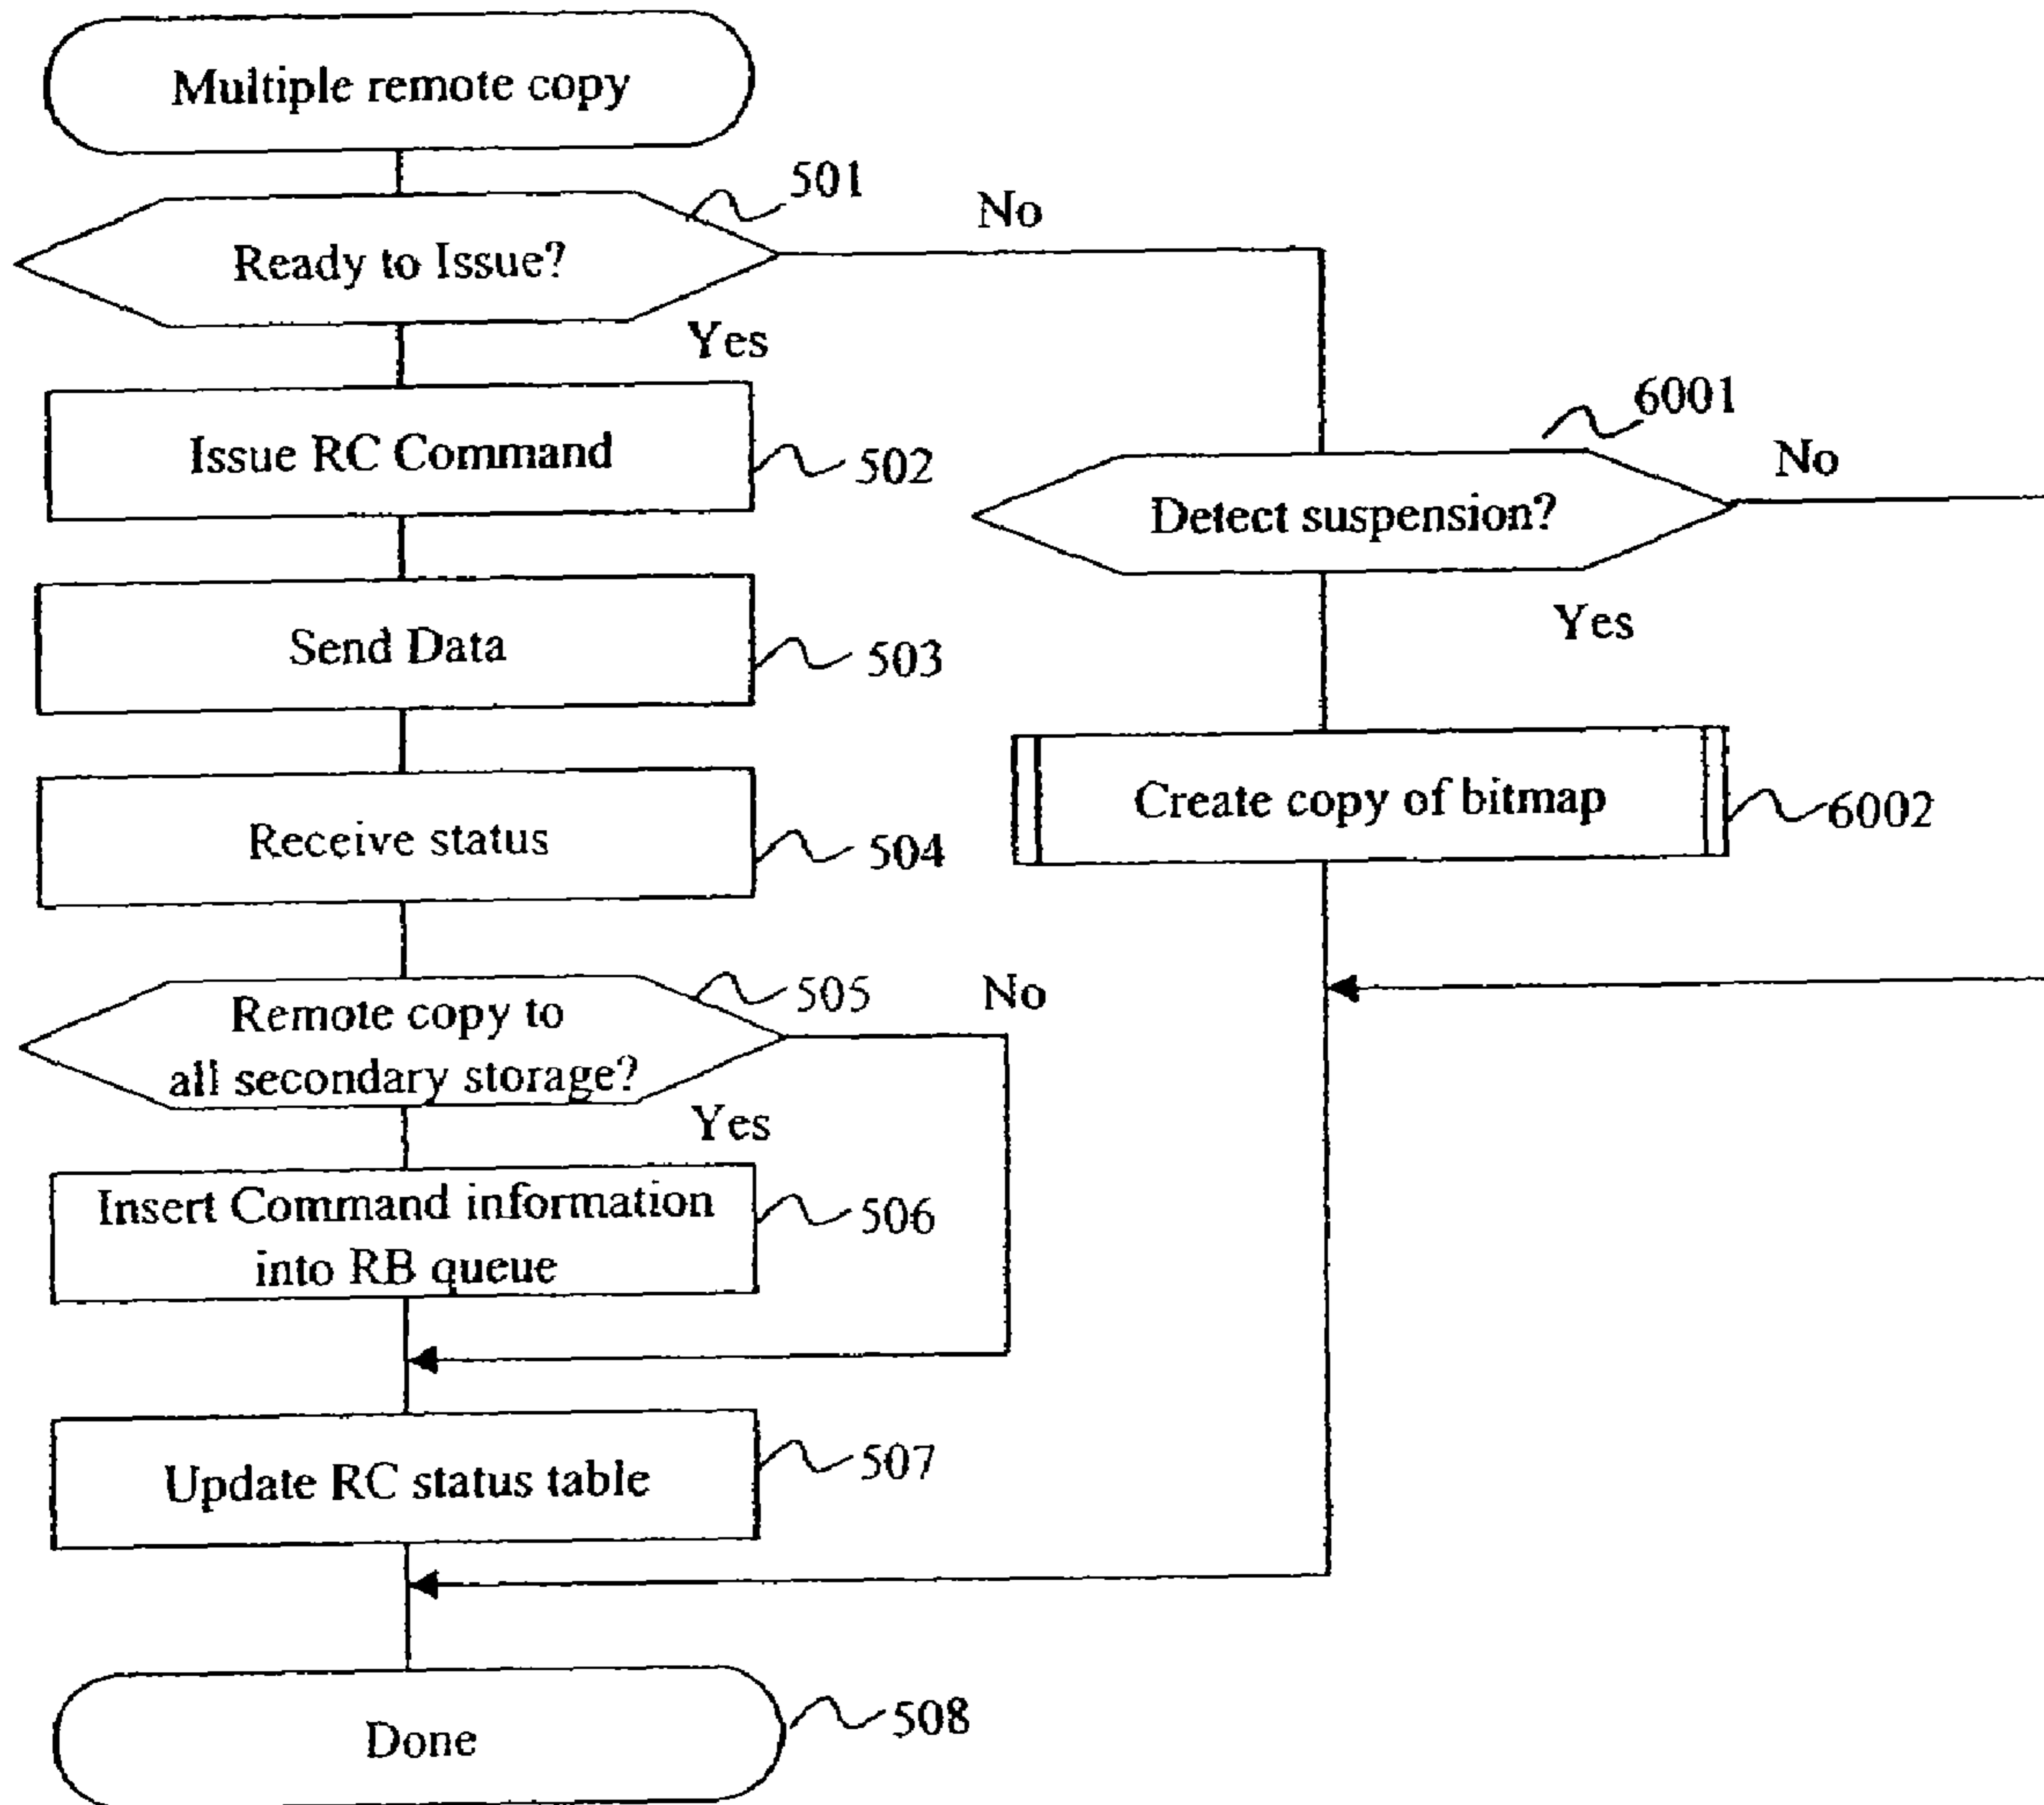 Multiple remote copy
501
No
Ready to Issue?
Yes
Issue RC Command
502
6001
No
Detect suspension?
Yes
Send Data
503
Create copy of bitmap
6002
Receive status
504
505
No
Remote copy to
all secondary storage?
Yes
Insert Command information
into RB queue
506
Update RC status table
507
Done
508